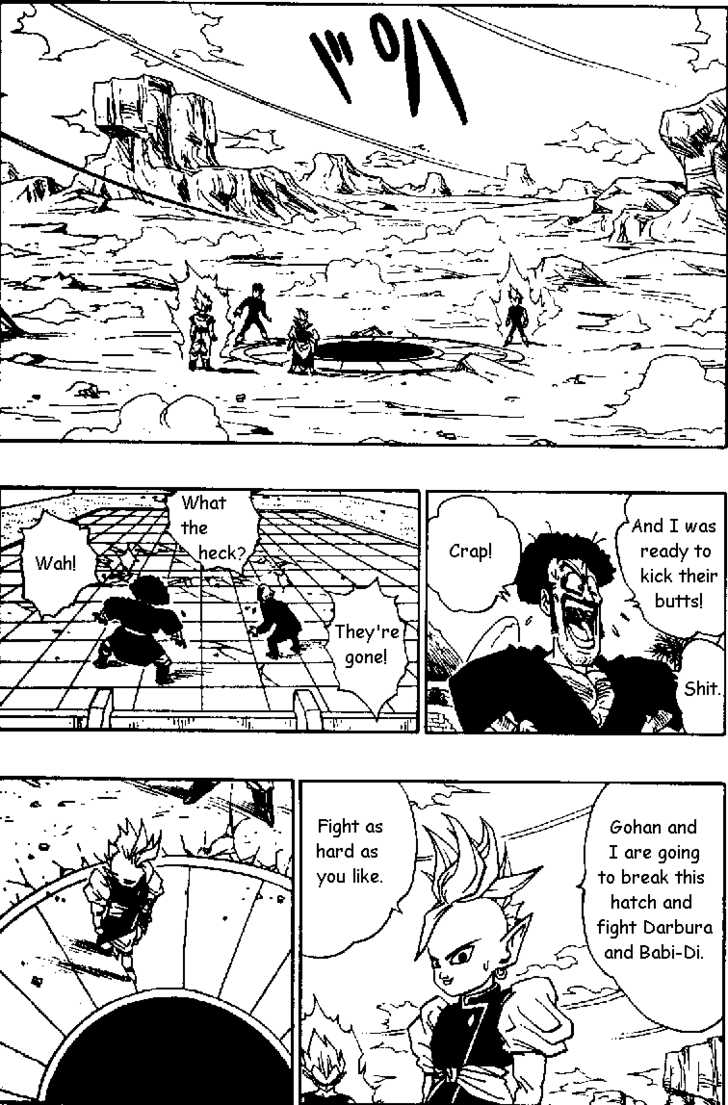 パッ
And I was
ready to
kick their
butts!
Shit.
Crap!
They're
gone!
What
the
heck?
Wah!
Gohan and
I are going
to break this
hatch and
fight Darbura
and Babi-Di.
Fight as
hard as
you like.